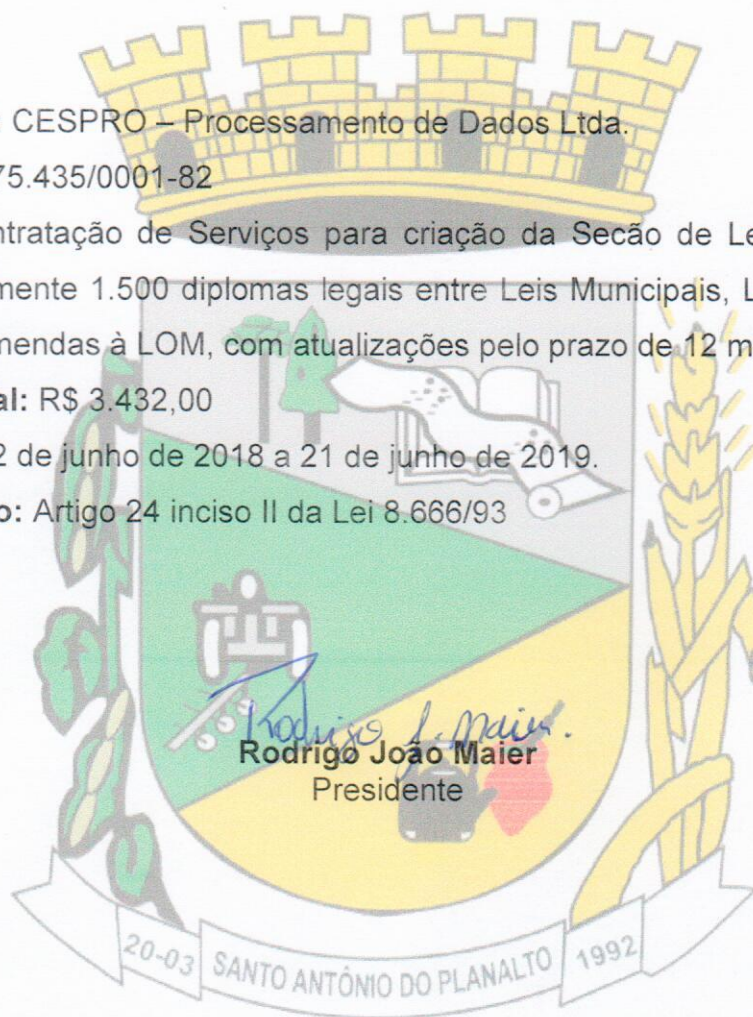 CESPRO – Processamento de Dados Ltda.
75.435/0001-82
ntratação de Serviços para criação da Secão de Le
mente 1.500 diplomas legais entre Leis Municipais, L
mendas à LOM, com atualizações pelo prazo de 12 m
al: R$ 3.432,00
2 de junho de 2018 a 21 de junho de 2019.
o: Artigo 24 inciso II da Lei 8.666/93
Rodrigo J. Maier.
Rodrigo João Maier
Presidente
20-03 SANTO ANTÔNIO DO PLANALTO 1992